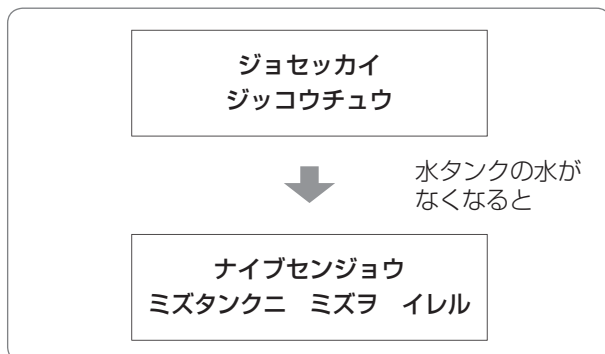 ジョセッカイ
ジッコウチュウ
水タンクの水が
なくなると
ナイブセンジョウ
ミズタンクニ　ミズヲ　イレル